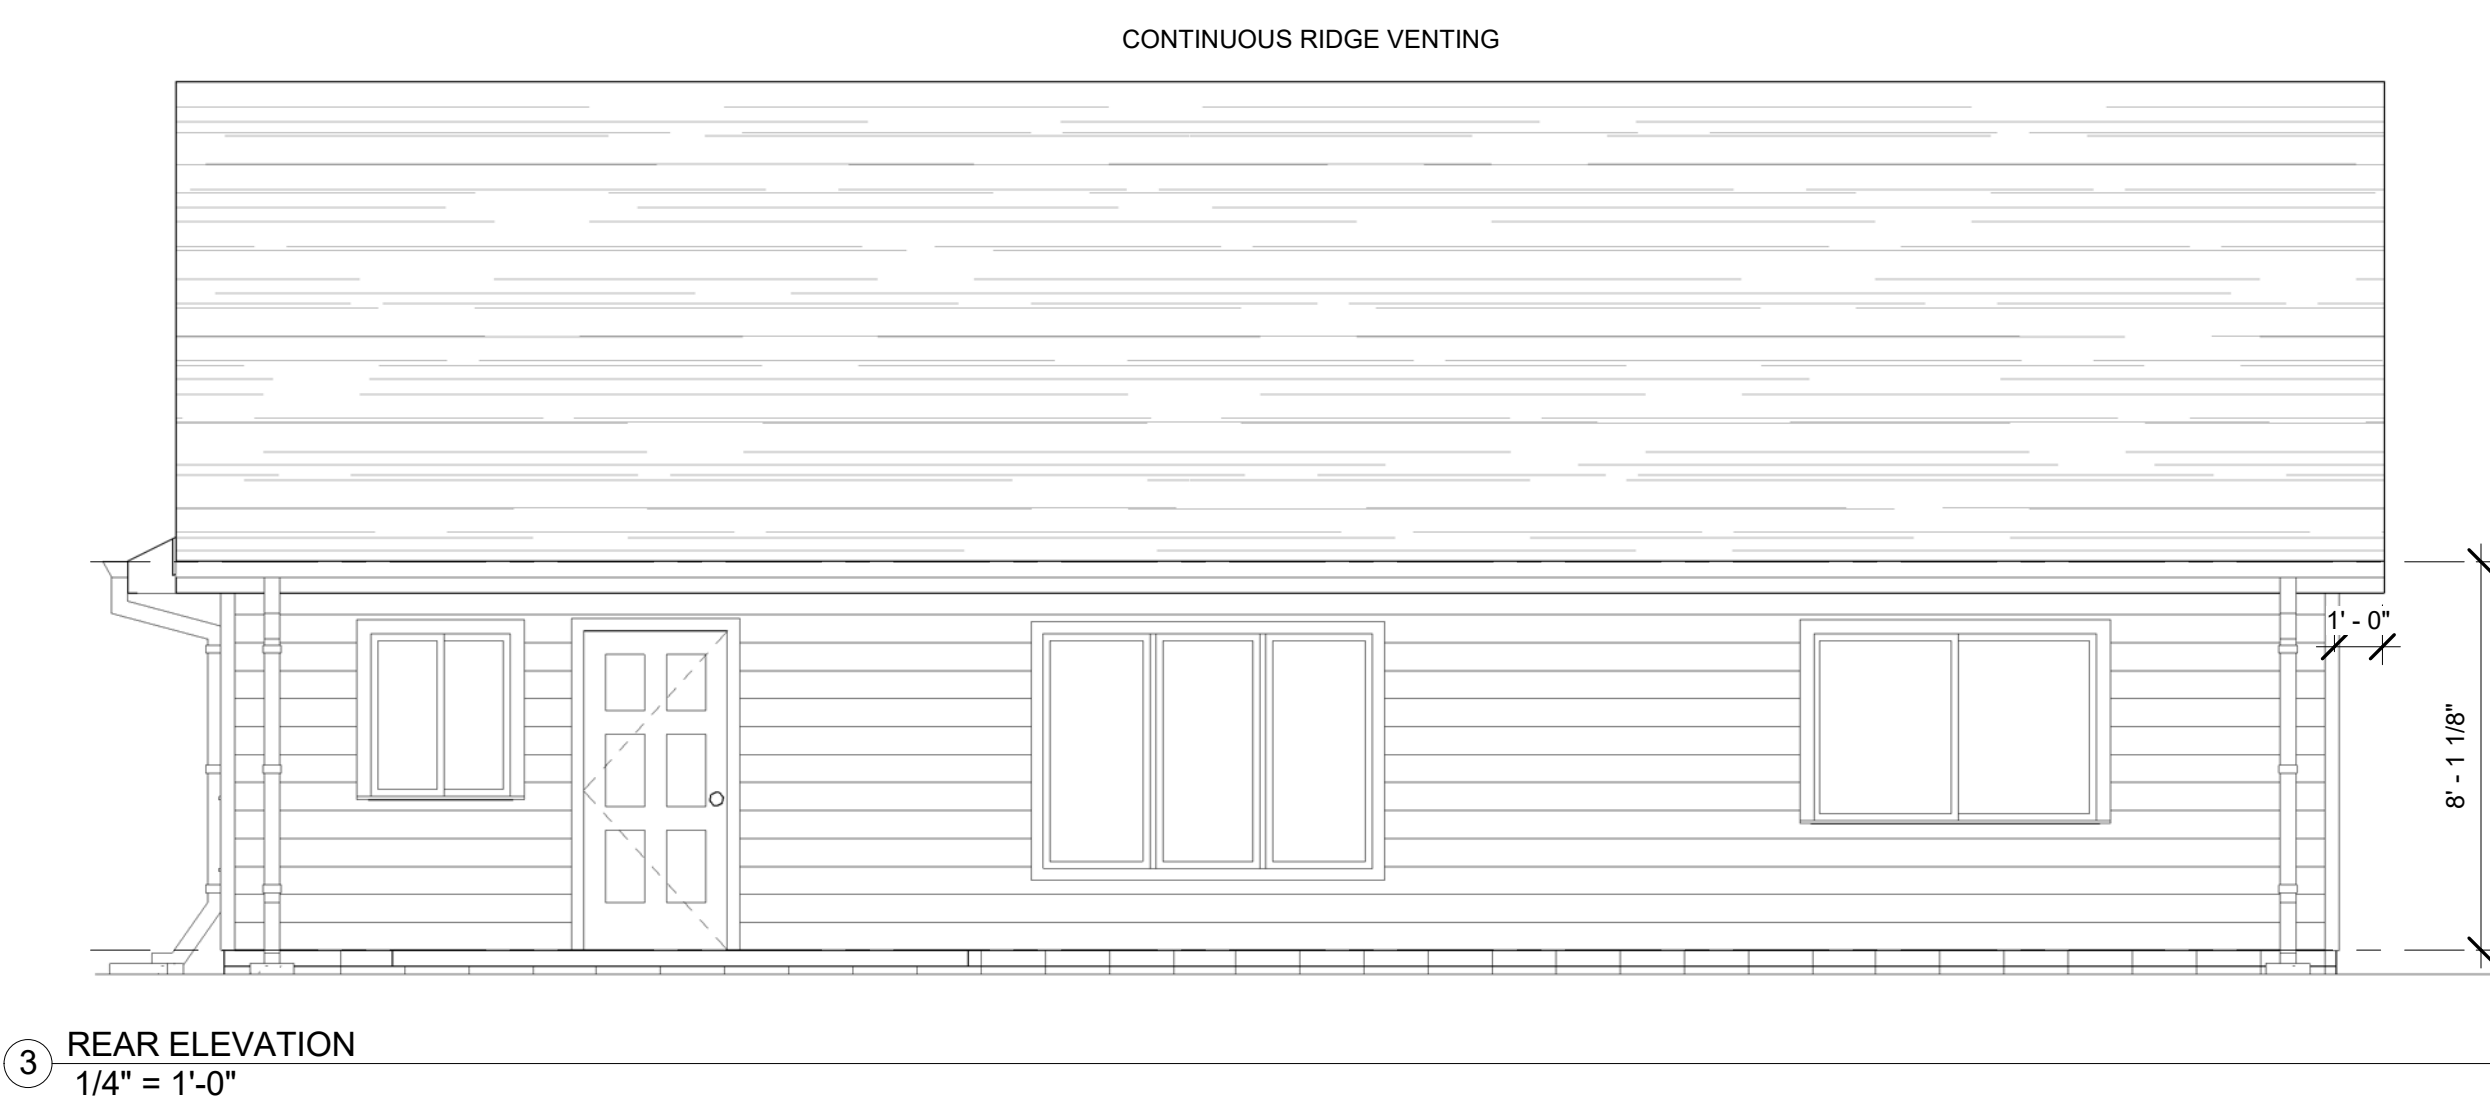 CONTINUOUS RIDGE VENTING
1' - 0"
8' - 1 1/8"
3
REAR ELEVATION
1/4" = 1'-0"